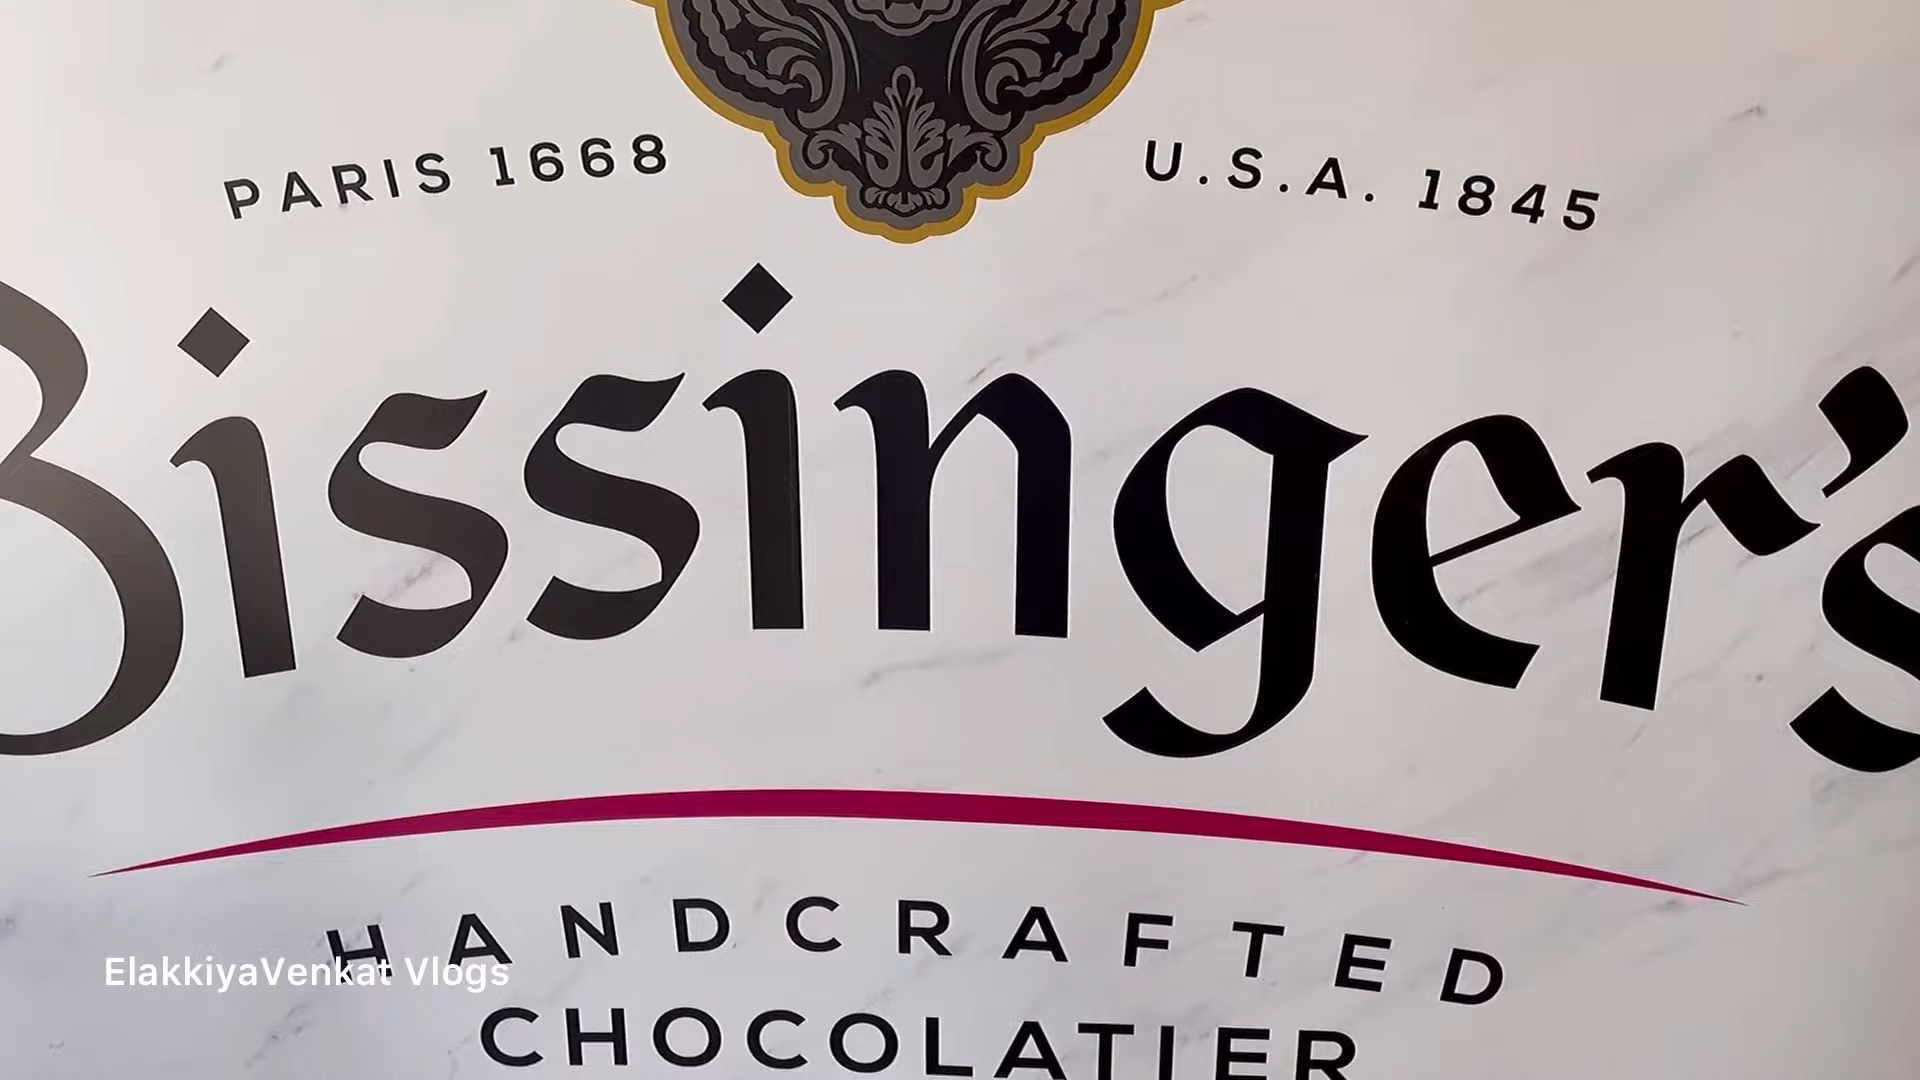 PARIS 1668
U.S.A. 1845
Bissinger's
HANDCRAFTED
CHOCOLATIER
ElakkiyaVenkat Vlogs